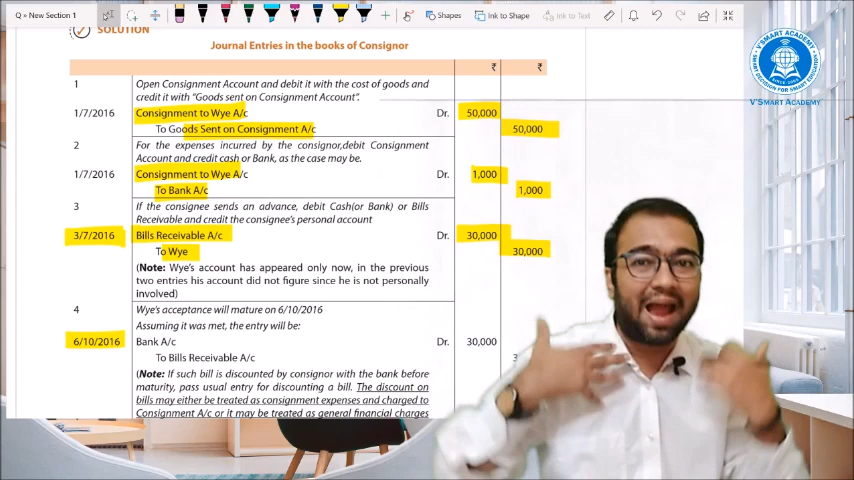 Q » New Section 1
Shapes
Ink to Shape
Ink to Text
SOLUTION
Journal Entries in the books of Consignor
₹ ₹
1 Open Consignment Account and debit it with the cost of goods and
credit it with "Goods sent on Consignment Account".
1/7/2016 Consignment to Wye A/c Dr. 50,000
To Goods Sent on Consignment A/c 50,000
2 For the expenses incurred by the consignor,debit Consignment
Account and credit cash or Bank, as the case may be.
1/7/2016 Consignment to Wye A/c Dr. 1,000
To Bank A/c 1,000
3 If the consignee sends an advance, debit Cash(or Bank) or Bills
Receivable and credit the consignee's personal account
3/7/2016 Bills Receivable A/c Dr. 30,000
To Wye 30,000
(Note: Wye's account has appeared only now, in the previous
two entries his account did not figure since he is not personally
involved)
4 Wye's acceptance will mature on 6/10/2016
Assuming it was met, the entry will be:
6/10/2016 Bank A/c Dr. 30,000
To Bills Receivable A/c 3
(Note: If such bill is discounted by consignor with the bank before
maturity, pass usual entry for discounting a bill. The discount on
bills may either be treated as consignment expenses and charged to
Consignment A/c or it may be treated as general financial charges
V'SMART ACADEMY
SMART DECISION FOR SMART EDUCATION
V'SMART ACADEMY